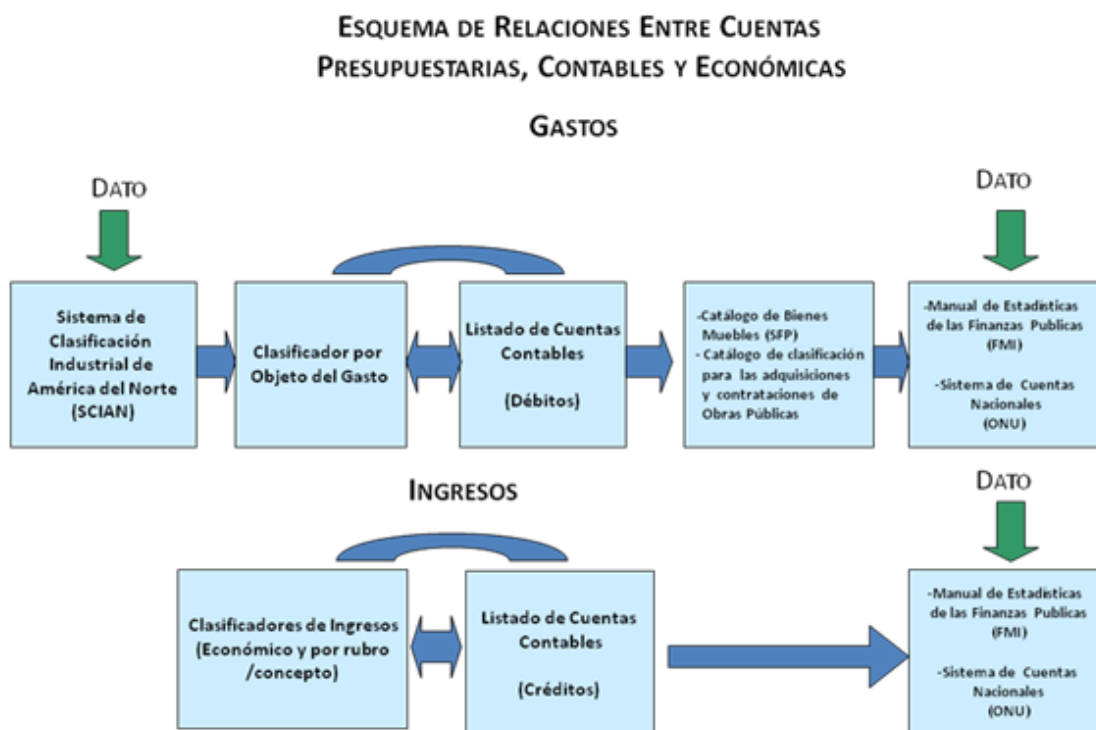 ESQUEMA DE RELACIONES ENTRE CUENTAS
PRESUPUESTARIAS, CONTABLES Y ECONÓMICAS
GASTOS
DATO
DATO
Sistema de
Clasificación
Industrial de
América del Norte
(SCIAN)
Clasificador por
Objeto del Gasto
Listado de Cuentas
Contables
(Débitos)
-Catálogo de Bienes
Muebles (SFP)
- Catálogo de clasificación
para las adquisiciones
y contrataciones de
Obras Públicas
-Manual de Estadísticas
de las Finanzas Publicas
(FMI)
-Sistema de Cuentas
Nacionales
(ONU)
INGRESOS
DATO
Clasificadores de Ingresos
(Económico y por rubro
/concepto)
Listado de Cuentas
Contables
(Créditos)
-Manual de Estadísticas
de las Finanzas Publicas
(FMI)
-Sistema de Cuentas
Nacionales
(ONU)